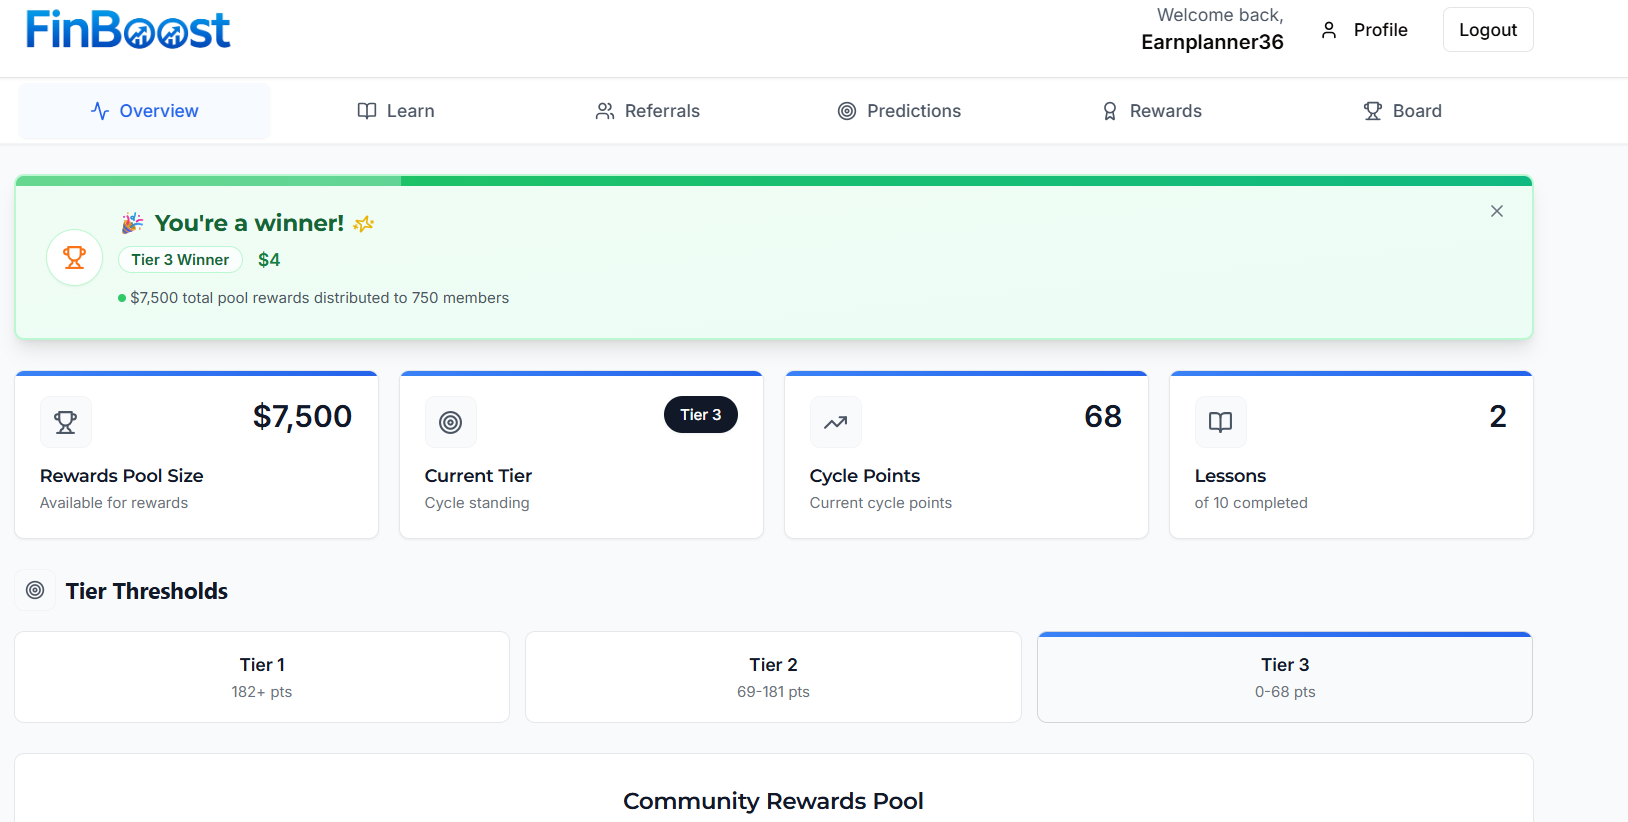 FinBoost
Welcome back,
Earnplanner36
Profile
Logout
Overview
Learn
Referrals
Predictions
Rewards
Board
🎉 You're a winner! ✨
Tier 3 Winner
$4
$7,500 total pool rewards distributed to 750 members
$7,500
Rewards Pool Size
Available for rewards
Tier 3
Current Tier
Cycle standing
68
Cycle Points
Current cycle points
2
Lessons
of 10 completed
Tier Thresholds
Tier 1
182+ pts
Tier 2
69-181 pts
Tier 3
0-68 pts
Community Rewards Pool